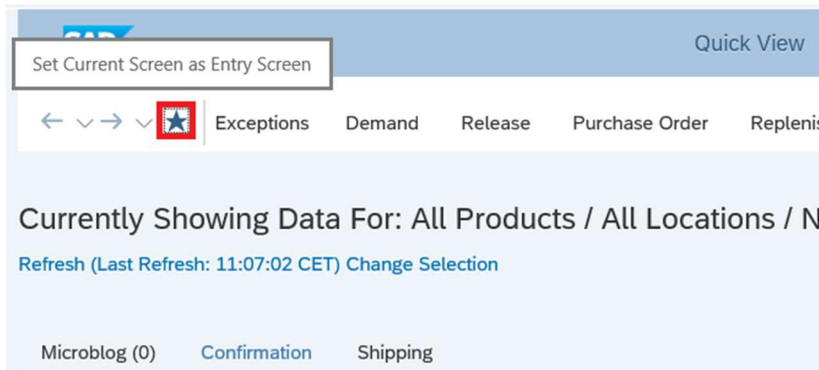 Quick View
Set Current Screen as Entry Screen
Exceptions Demand Release Purchase Order
Currently Showing Data For: All Products / All Locations /
Refresh (Last Refresh: 11:07:02 CET) Change Selection
Microblog (0) Confirmation Shipping